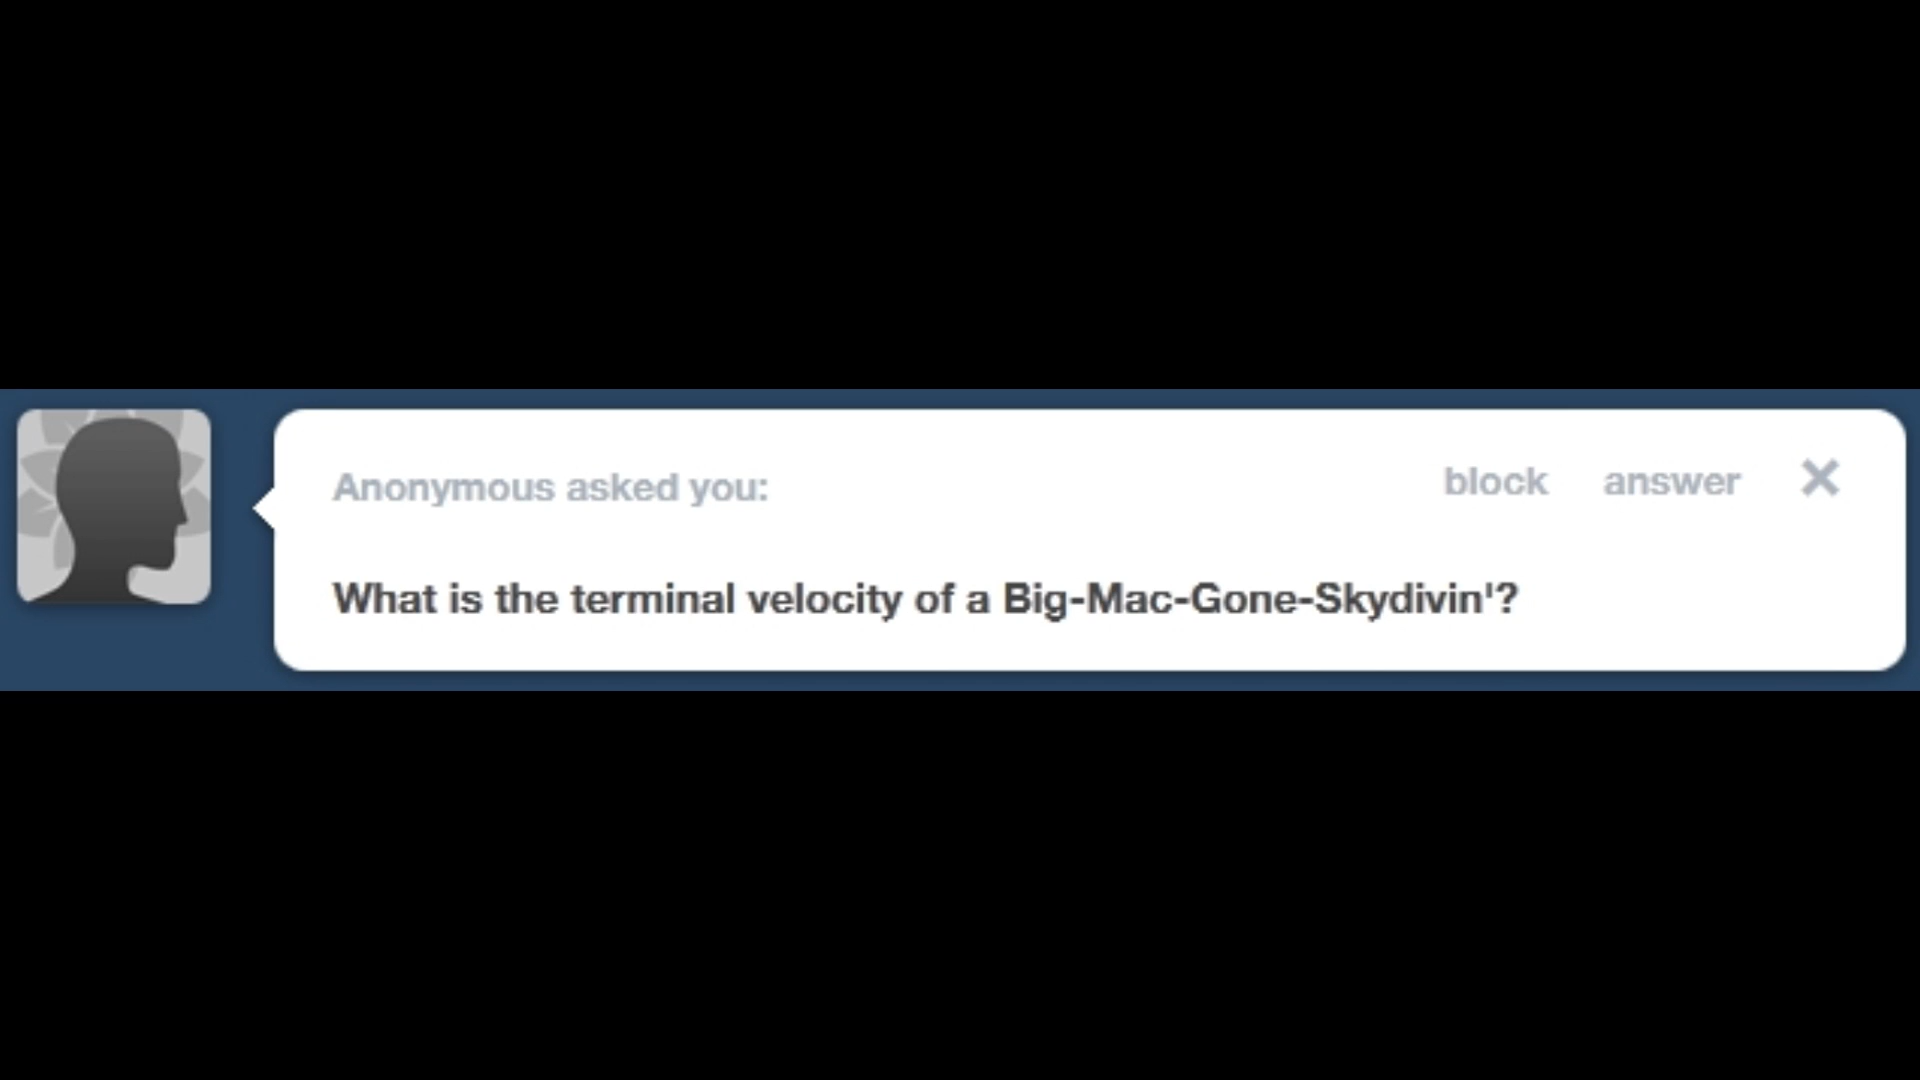 Anonymous asked you: block answer
What is the terminal velocity of a Big-Mac-Gone-Skydivin'?